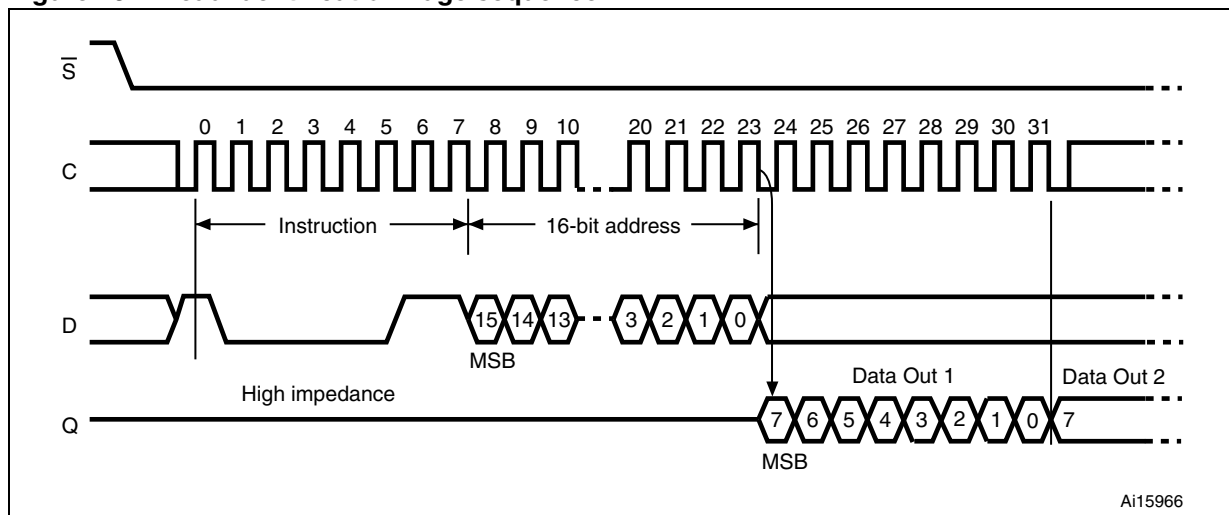 S
0 1 2 3 4 5 6 7 8 9 10 20 21 22 23 24 25 26 27 28 29 30 31
C
Instruction 16-bit address
D
15 14 13 3 2 1 0
MSB
Data Out 1 Data Out 2
High impedance
Q
7 6 5 4 3 2 1 0 7
MSB
Ai15966